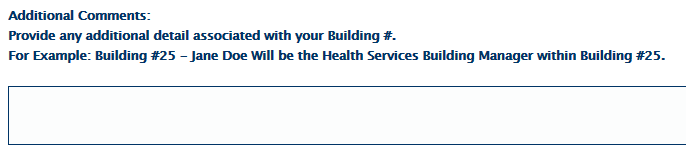 Additional Comments:
Provide any additional detail associated with your Building #.
For Example: Building #25 – Jane Doe Will be the Health Services Building Manager within Building #25.